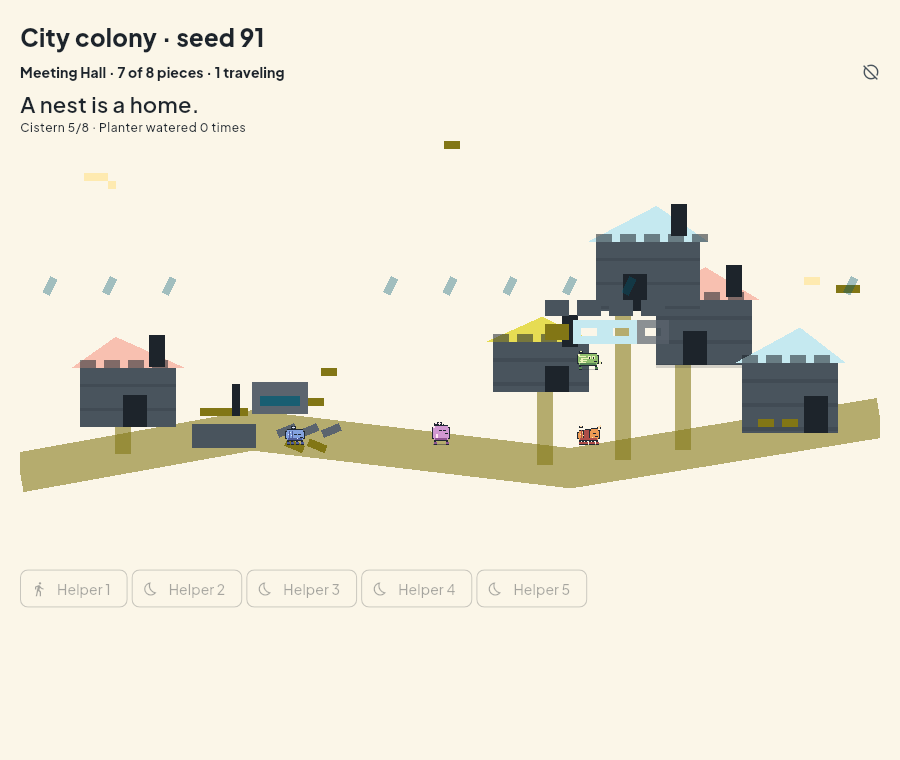 City colony · seed 91
Meeting Hall · 7 of 8 pieces · 1 traveling
A nest is a home.
Cistern 5/8 · Planter watered 0 times
Helper 1
Helper 2
Helper 3
Helper 4
Helper 5